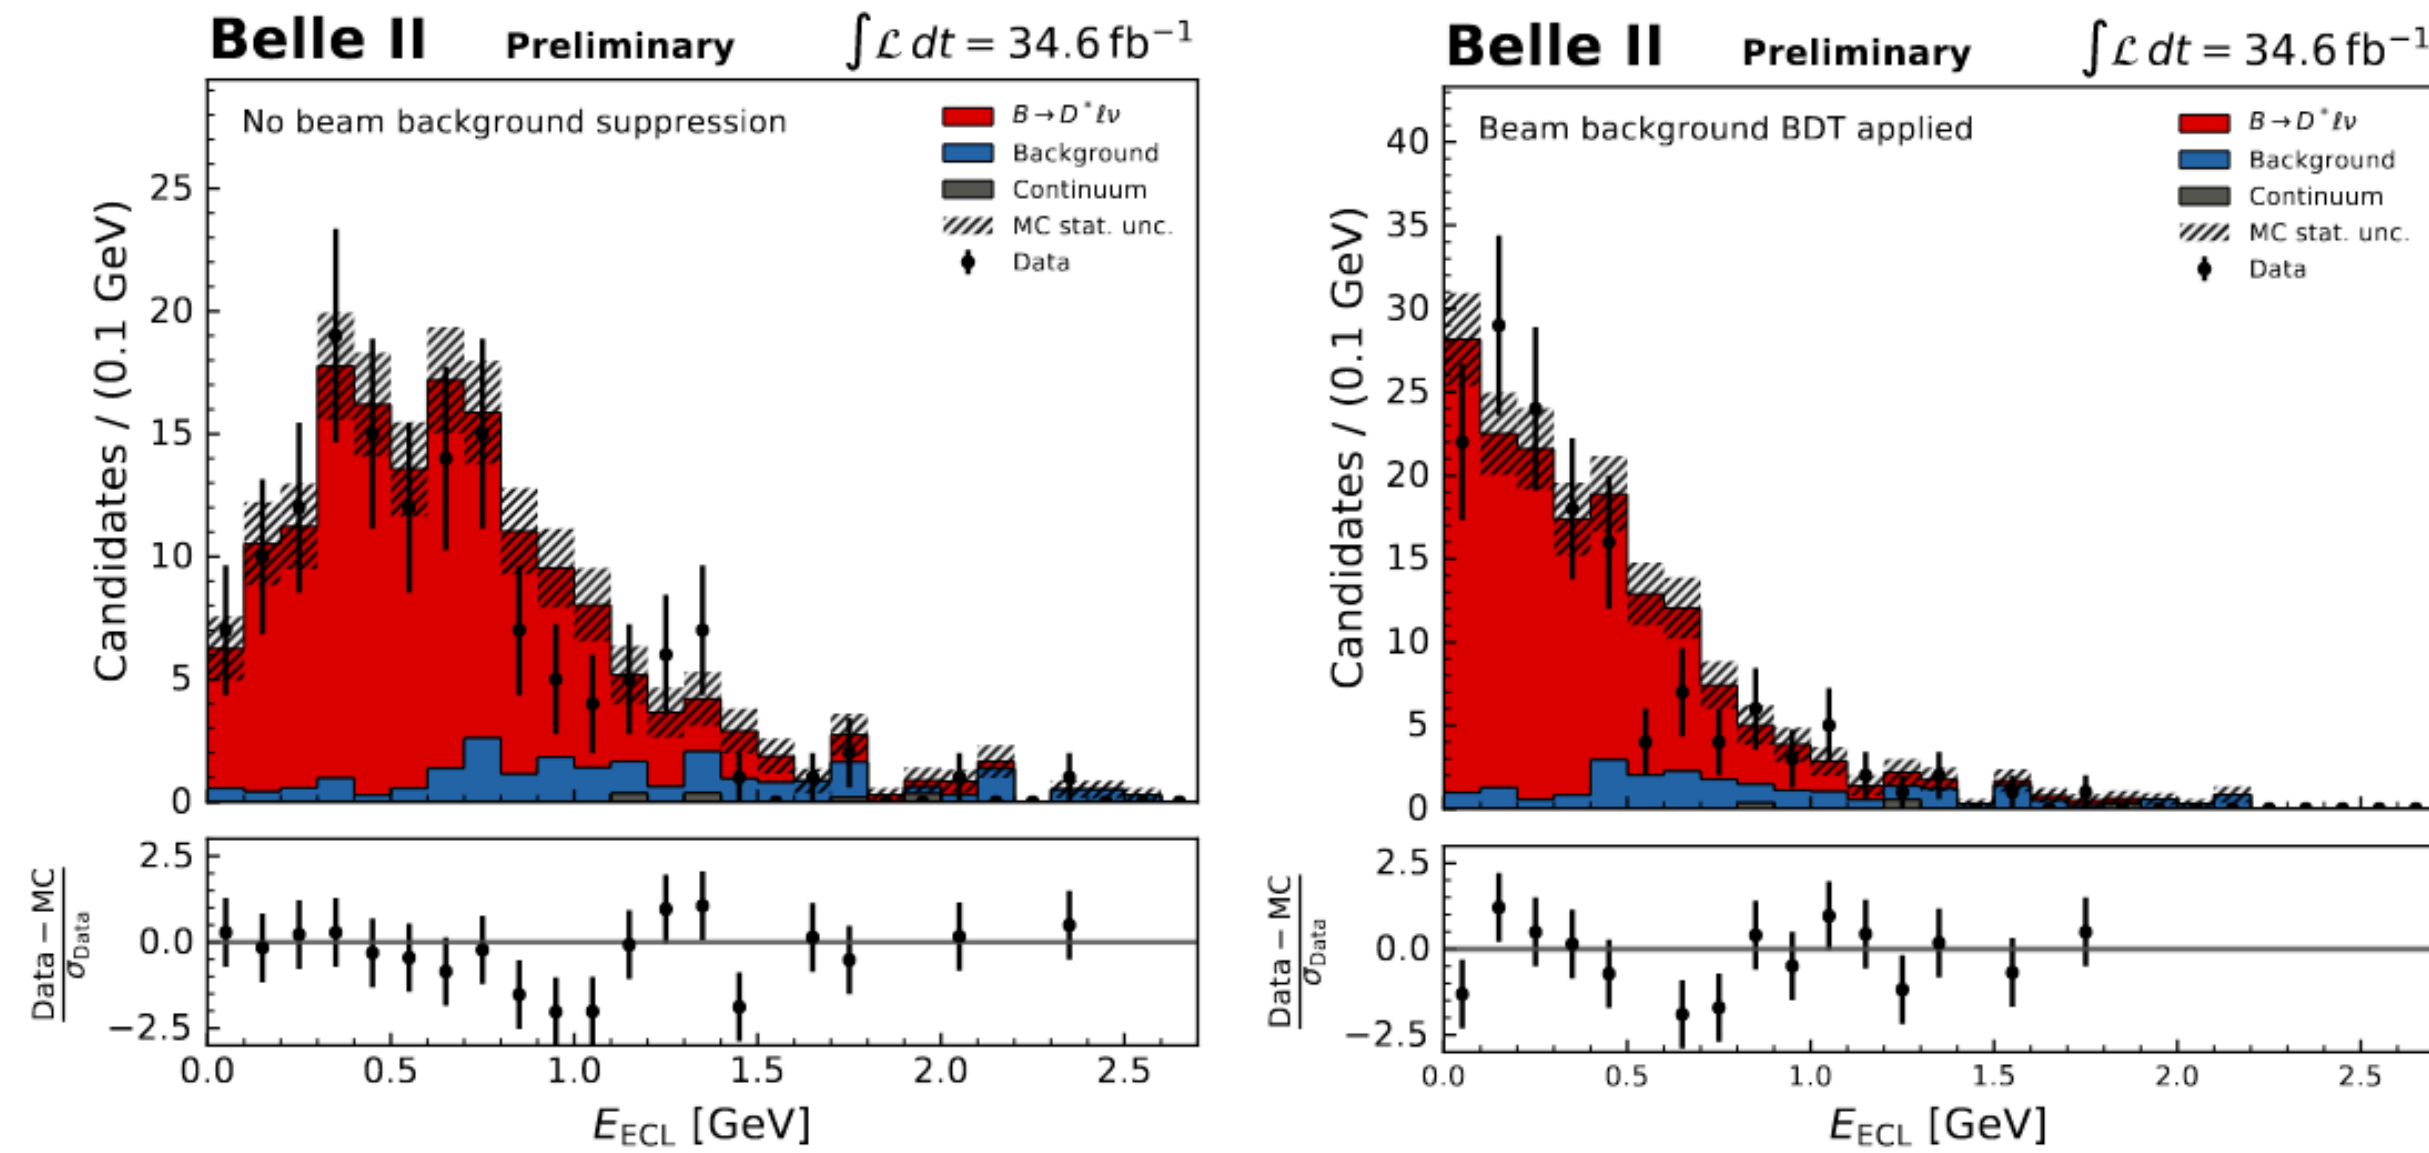 Belle II Preliminary ∫ℒ dt = 34.6 fb⁻¹
No beam background suppression
B → D*ℓν
Background
Continuum
MC stat. unc.
Data
Candidates / (0.1 GeV)
25
20
15
10
5
0
Data − MC
σData
2.5
0.0
−2.5
0.0 0.5 1.0 1.5 2.0 2.5
EECL [GeV]
Belle II Preliminary ∫ℒ dt = 34.6 fb⁻¹
Beam background BDT applied
B → D*ℓν
Background
Continuum
MC stat. unc.
Data
Candidates / (0.1 GeV)
40
35
30
25
20
15
10
5
0
Data − MC
σData
2.5
0.0
−2.5
0.0 0.5 1.0 1.5 2.0 2.5
EECL [GeV]